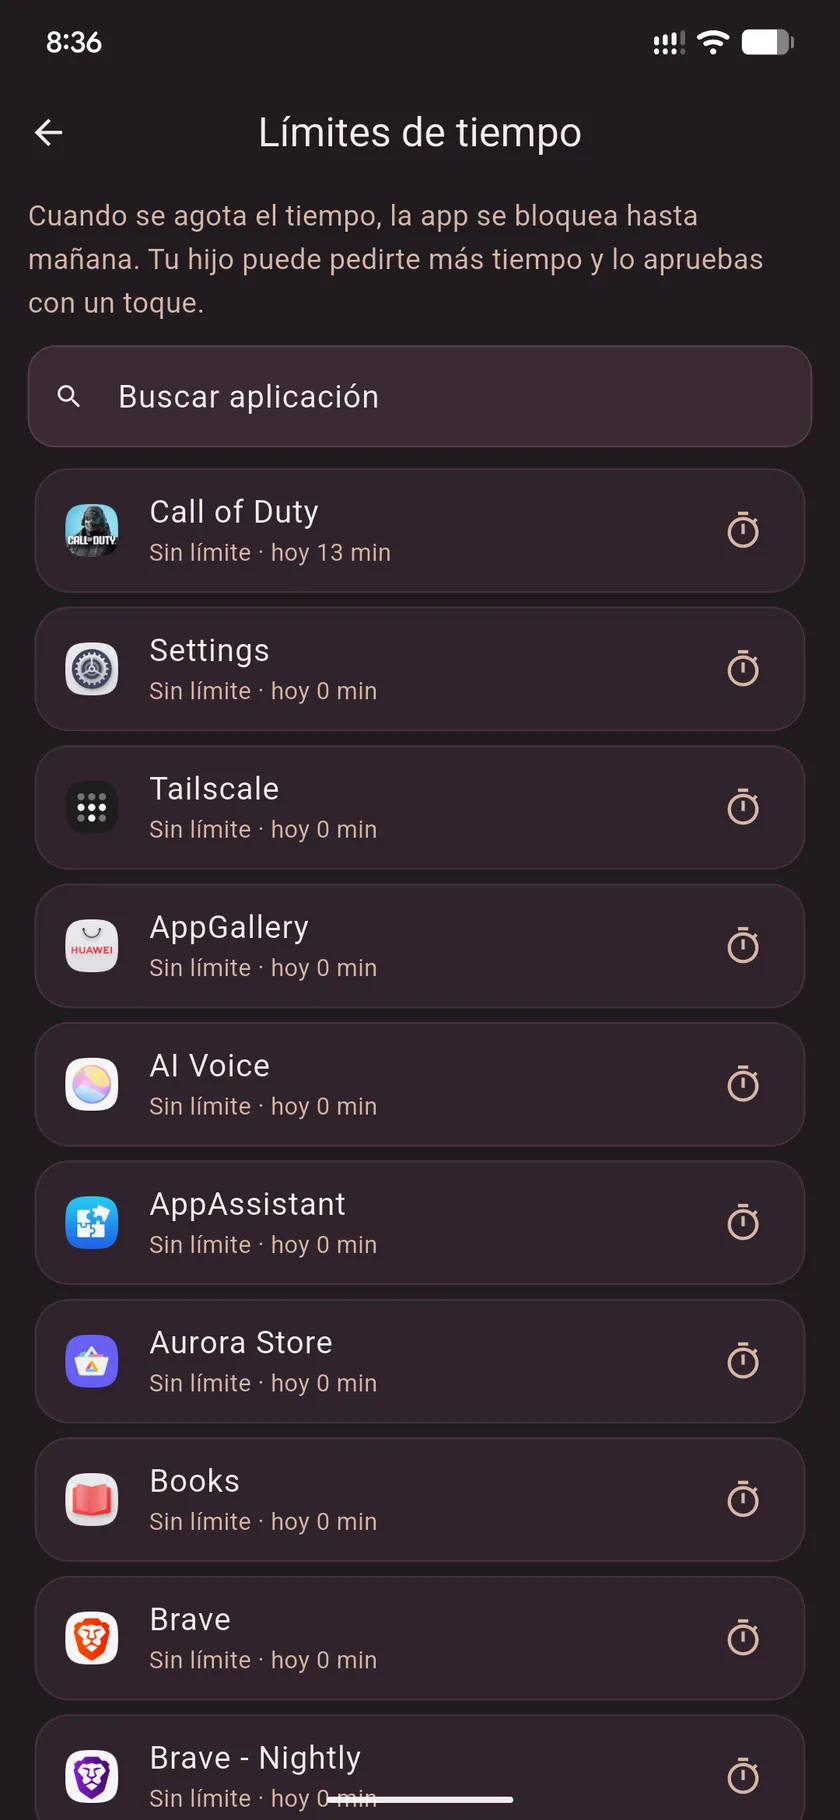 8:36
Límites de tiempo
Cuando se agota el tiempo, la app se bloquea hasta
mañana. Tu hijo puede pedirte más tiempo y lo apruebas
con un toque.
Buscar aplicación
CALL OF DUTY
Call of Duty
Sin límite · hoy 13 min
Settings
Sin límite · hoy 0 min
Tailscale
Sin límite · hoy 0 min
HUAWEI
AppGallery
Sin límite · hoy 0 min
AI Voice
Sin límite · hoy 0 min
AppAssistant
Sin límite · hoy 0 min
Aurora Store
Sin límite · hoy 0 min
Books
Sin límite · hoy 0 min
Brave
Sin límite · hoy 0 min
Brave - Nightly
Sin límite · hoy 0 min